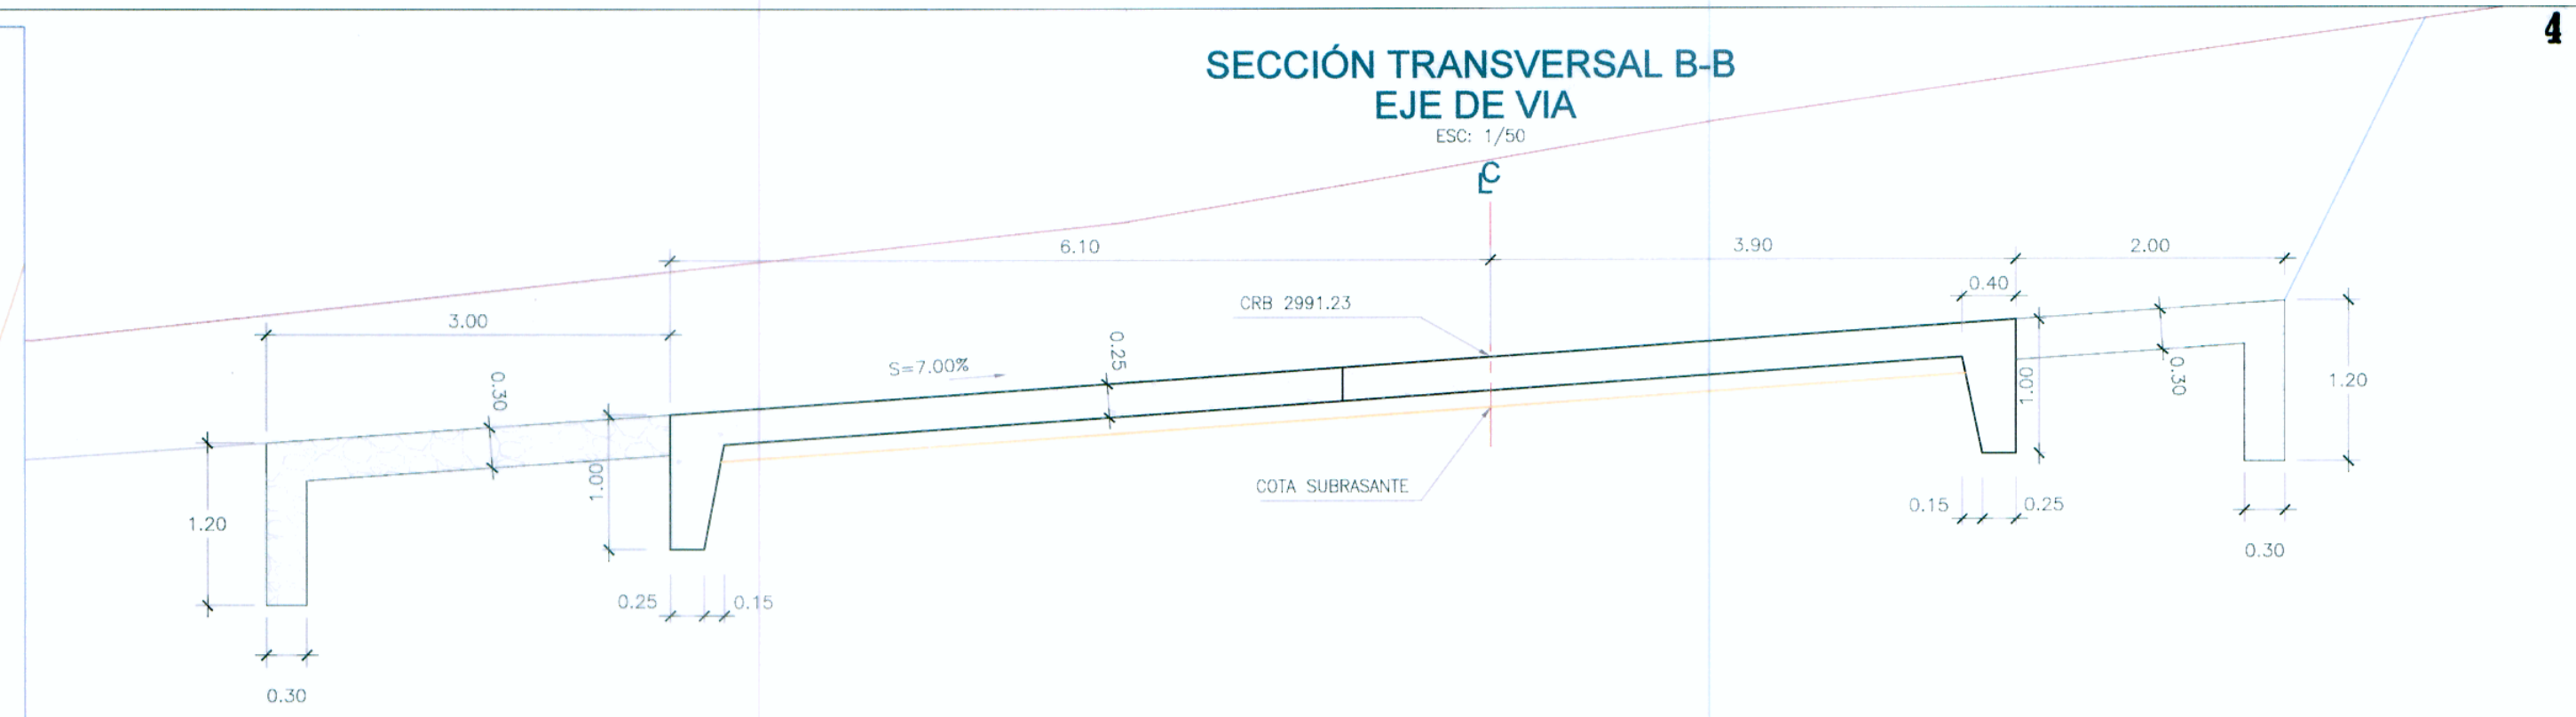 4
SECCIÓN TRANSVERSAL B-B
EJE DE VIA
ESC: 1/50
CL
6.10
3.90
2.00
0.40
CRB 2991.23
3.00
0.25
S=7.00%
0.30
1.00
1.20
0.30
1.00
1.20
COTA SUBRASANTE
0.15
0.25
0.30
0.25
0.15
0.30